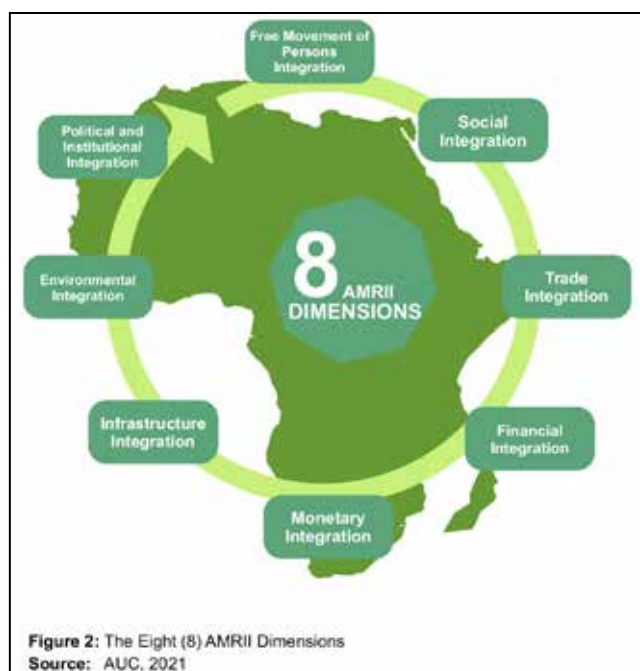 Free Movement of
Persons
Integration
Social
Integration
Trade
Integration
Financial
Integration
Monetary
Integration
Infrastructure
Integration
Environmental
Integration
Political and
Institutional
Integration
8 AMRII
DIMENSIONS
Figure 2: The Eight (8) AMRII Dimensions
Source: AUC, 2021